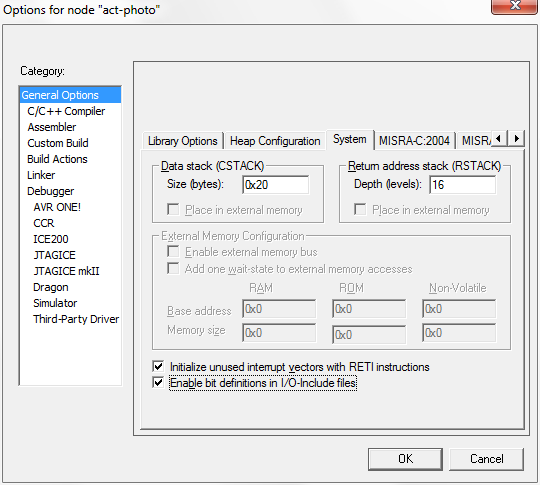 Options for node "act-photo"
Category:
General Options
C/C++ Compiler
Assembler
Custom Build
Build Actions
Linker
Debugger
AVR ONE!
CCR
ICE200
JTAGICE
JTAGICE mkII
Dragon
Simulator
Third-Party Driver
Library Options Heap Configuration System MISRA-C:2004 MISRA
Data stack (CSTACK) Return address stack (RSTACK)
Size (bytes): 0x20 Depth (levels): 16
Place in external memory Place in external memory
External Memory Configuration
Enable external memory bus
Add one wait-state to external memory accesses
RAM ROM Non-Volatile
Base address 0x0 0x0 0x0
Memory size 0x0 0x0 0x0
Initialize unused interrupt vectors with RETI instructions
Enable bit definitions in I/O-Include files
OK Cancel